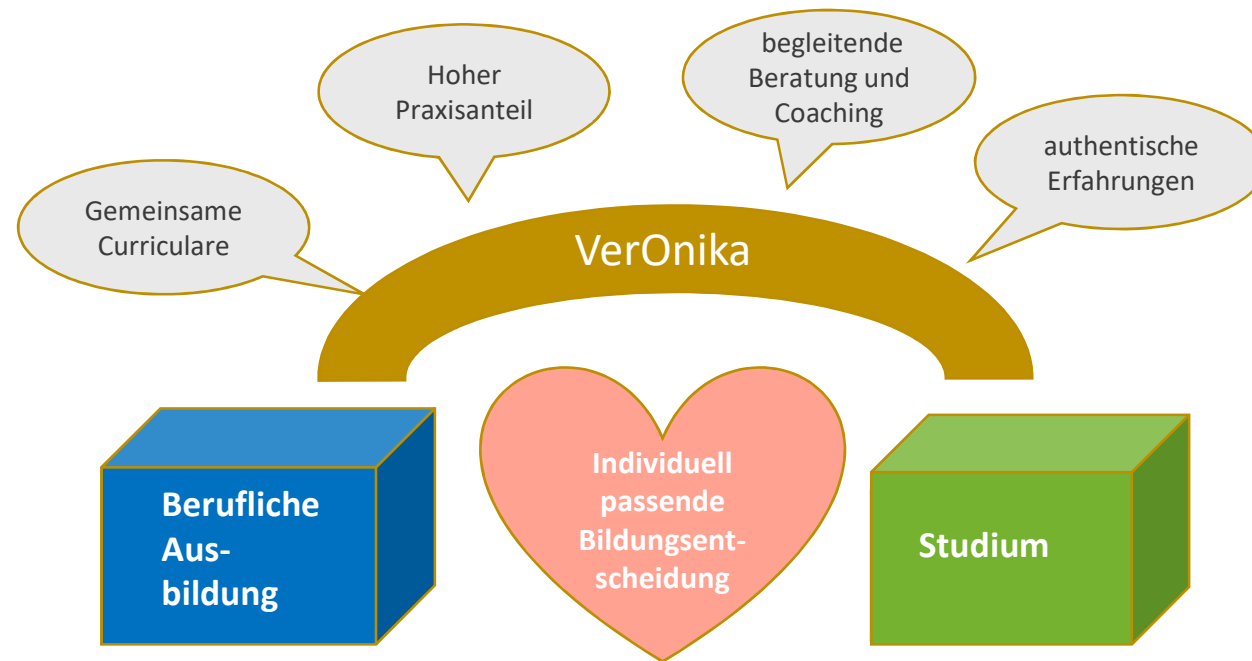 Gemeinsame
Curriculare
Hoher
Praxisanteil
begleitende
Beratung und
Coaching
authentische
Erfahrungen
VerOnika
Berufliche
Aus-
bildung
Individuell
passende
Bildungsent-
scheidung
Studium